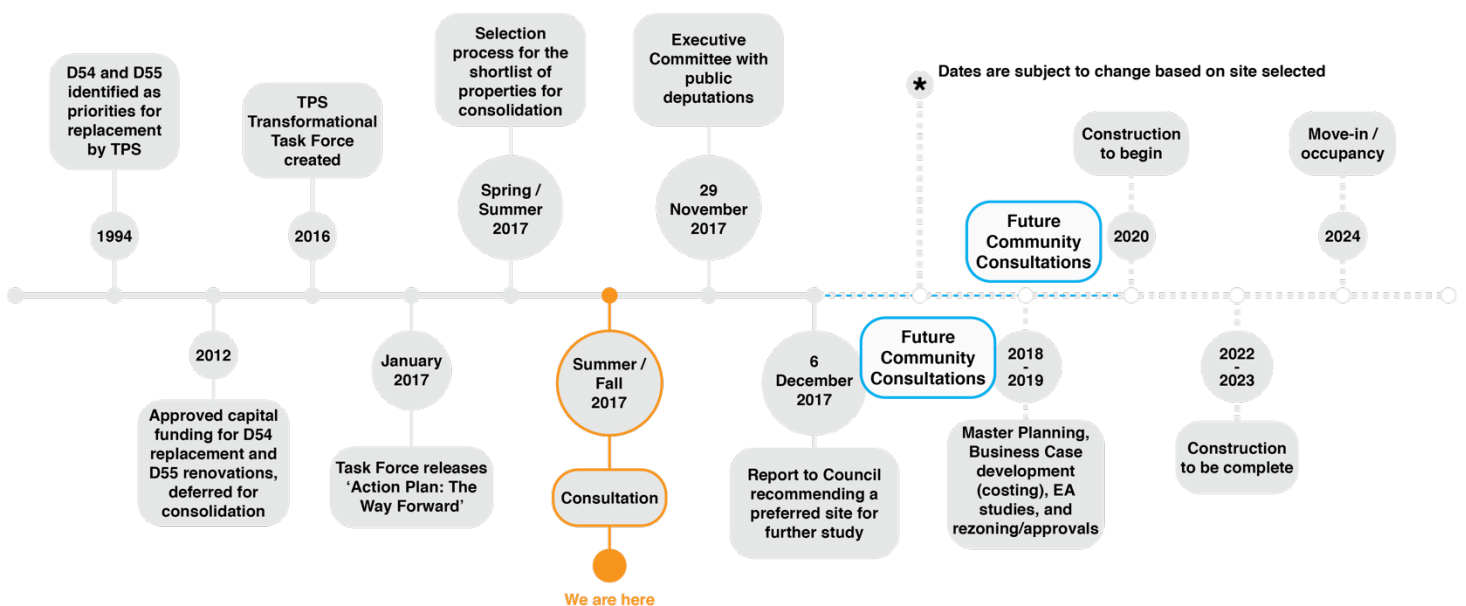 D54 and D55
identified as
priorities for
replacement
by TPS
1994
2012
Approved capital
funding for D54
replacement and
D55 renovations,
deferred for
consolidation
TPS
Transformational
Task Force
created
2016
January
2017
Task Force releases
‘Action Plan: The
Way Forward’
Selection
process for the
shortlist of
properties for
consolidation
Spring /
Summer
2017
Summer /
Fall
2017
Consultation
We are here
Executive
Committee with
public
deputations
29
November
2017
6
December
2017
Report to Council
recommending a
preferred site for
further study
Future
Community
Consultations
* Dates are subject to change based on site selected
2018
-
2019
Master Planning,
Business Case
development
(costing), EA
studies, and
rezoning/approvals
Future
Community
Consultations
Construction
to begin
2020
2022
-
2023
Construction
to be complete
Move-in /
occupancy
2024